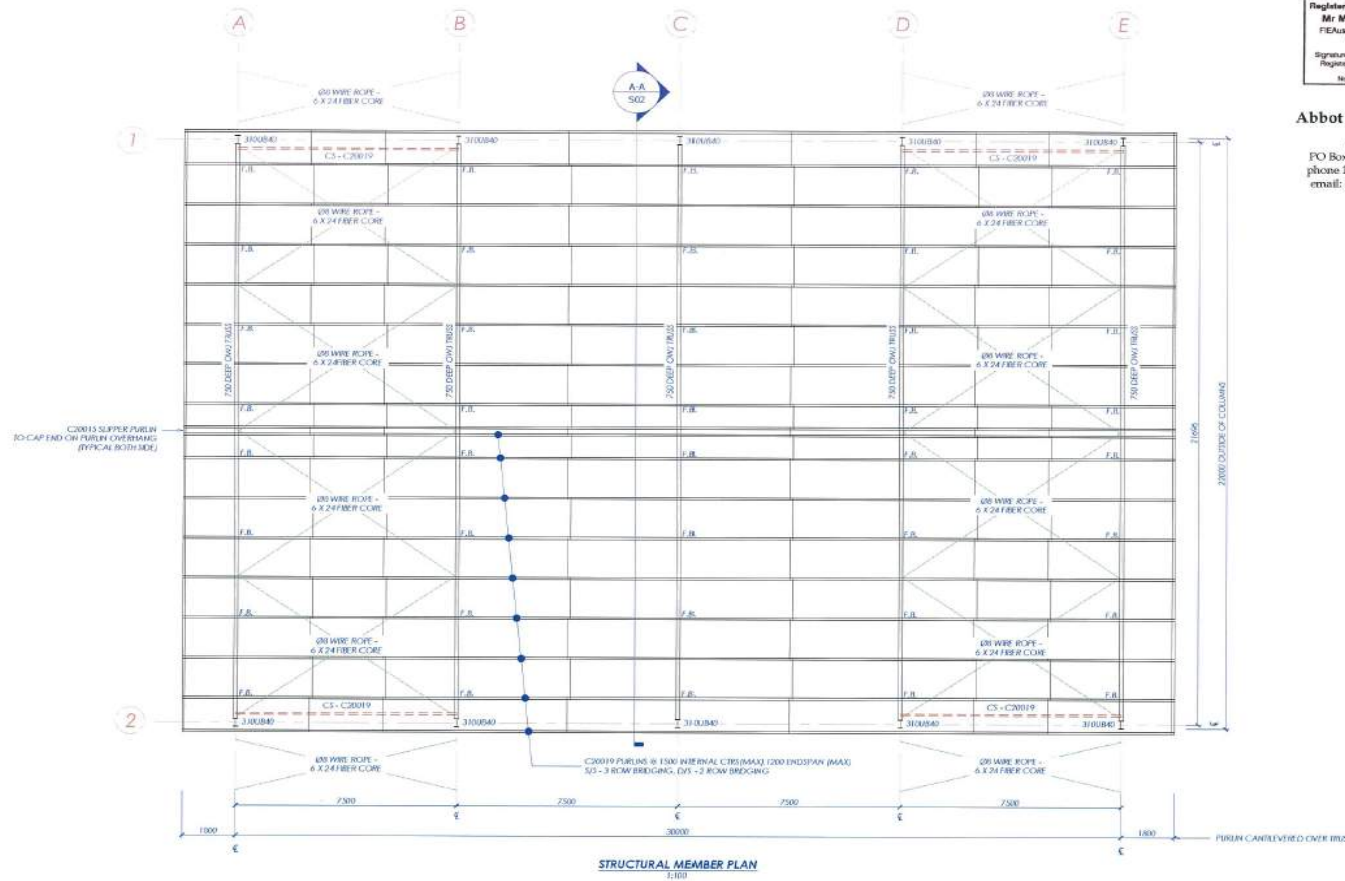 A
B
C
D
E
Register
Mr M
FIEAus
Signatur
Registe
Abbot
PO Box
phone
email:
Ø8 WIRE ROPE -
6 X 24 FIBER CORE
A-A
S02
Ø8 WIRE ROPE -
6 X 24 FIBER CORE
1
310UB40
310UB40
310UB40
310UB40
310UB40
CS - C20019
CS - C20019
F.B.
F.B.
F.B.
F.B.
F.B.
Ø8 WIRE ROPE -
6 X 24 FIBER CORE
Ø8 WIRE ROPE -
6 X 24 FIBER CORE
F.B.
F.B.
F.B.
F.B.
F.B.
F.B.
F.B.
F.B.
F.B.
F.B.
750 DEEP OWJ TRUSS
750 DEEP OWJ TRUSS
750 DEEP OWJ TRUSS
750 DEEP OWJ TRUSS
750 DEEP OWJ TRUSS
Ø8 WIRE ROPE -
6 X 24 FIBER CORE
Ø8 WIRE ROPE -
6 X 24 FIBER CORE
F.B.
F.B.
F.B.
F.B.
F.B.
C20015 SLIPPER PURLIN
TO CAP END ON PURLIN OVERHANG
(TYPICAL BOTH SIDE)
21696
22000 OUTSIDE OF COLUMNS
F.B.
F.B.
F.B.
F.B.
F.B.
Ø8 WIRE ROPE -
6 X 24 FIBER CORE
Ø8 WIRE ROPE -
6 X 24 FIBER CORE
F.B.
F.B.
F.B.
F.B.
F.B.
F.B.
F.B.
F.B.
F.B.
F.B.
Ø8 WIRE ROPE -
6 X 24 FIBER CORE
Ø8 WIRE ROPE -
6 X 24 FIBER CORE
F.B.
F.B.
F.B.
F.B.
F.B.
CS - C20019
CS - C20019
2
310UB40
310UB40
310UB40
310UB40
310UB40
Ø8 WIRE ROPE -
6 X 24 FIBER CORE
C20019 PURLINS @ 1500 INTERNAL CTRS(MAX), 1200 ENDSPAN (MAX)
S/S - 3 ROW BRIDGING, D/S - 2 ROW BRIDGING
Ø8 WIRE ROPE -
6 X 24 FIBER CORE
7500
7500
7500
7500
30000
1800
PURLIN CANTILEVERED OVER TRUS
STRUCTURAL MEMBER PLAN
1:100